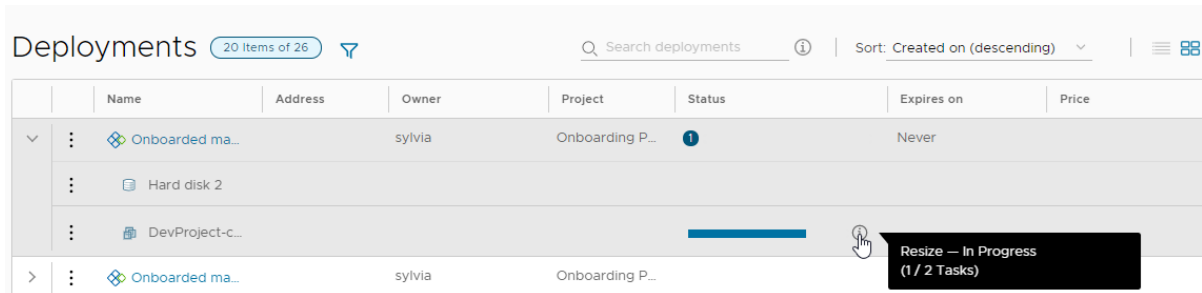 Deployments 20 Items of 26 Search deployments Sort: Created on (descending)
Name Address Owner Project Status Expires on Price
Onboarded ma... sylvia Onboarding P... 1 Never
Hard disk 2
DevProject-c...
Resize — In Progress
(1 / 2 Tasks)
Onboarded ma... sylvia Onboarding P...